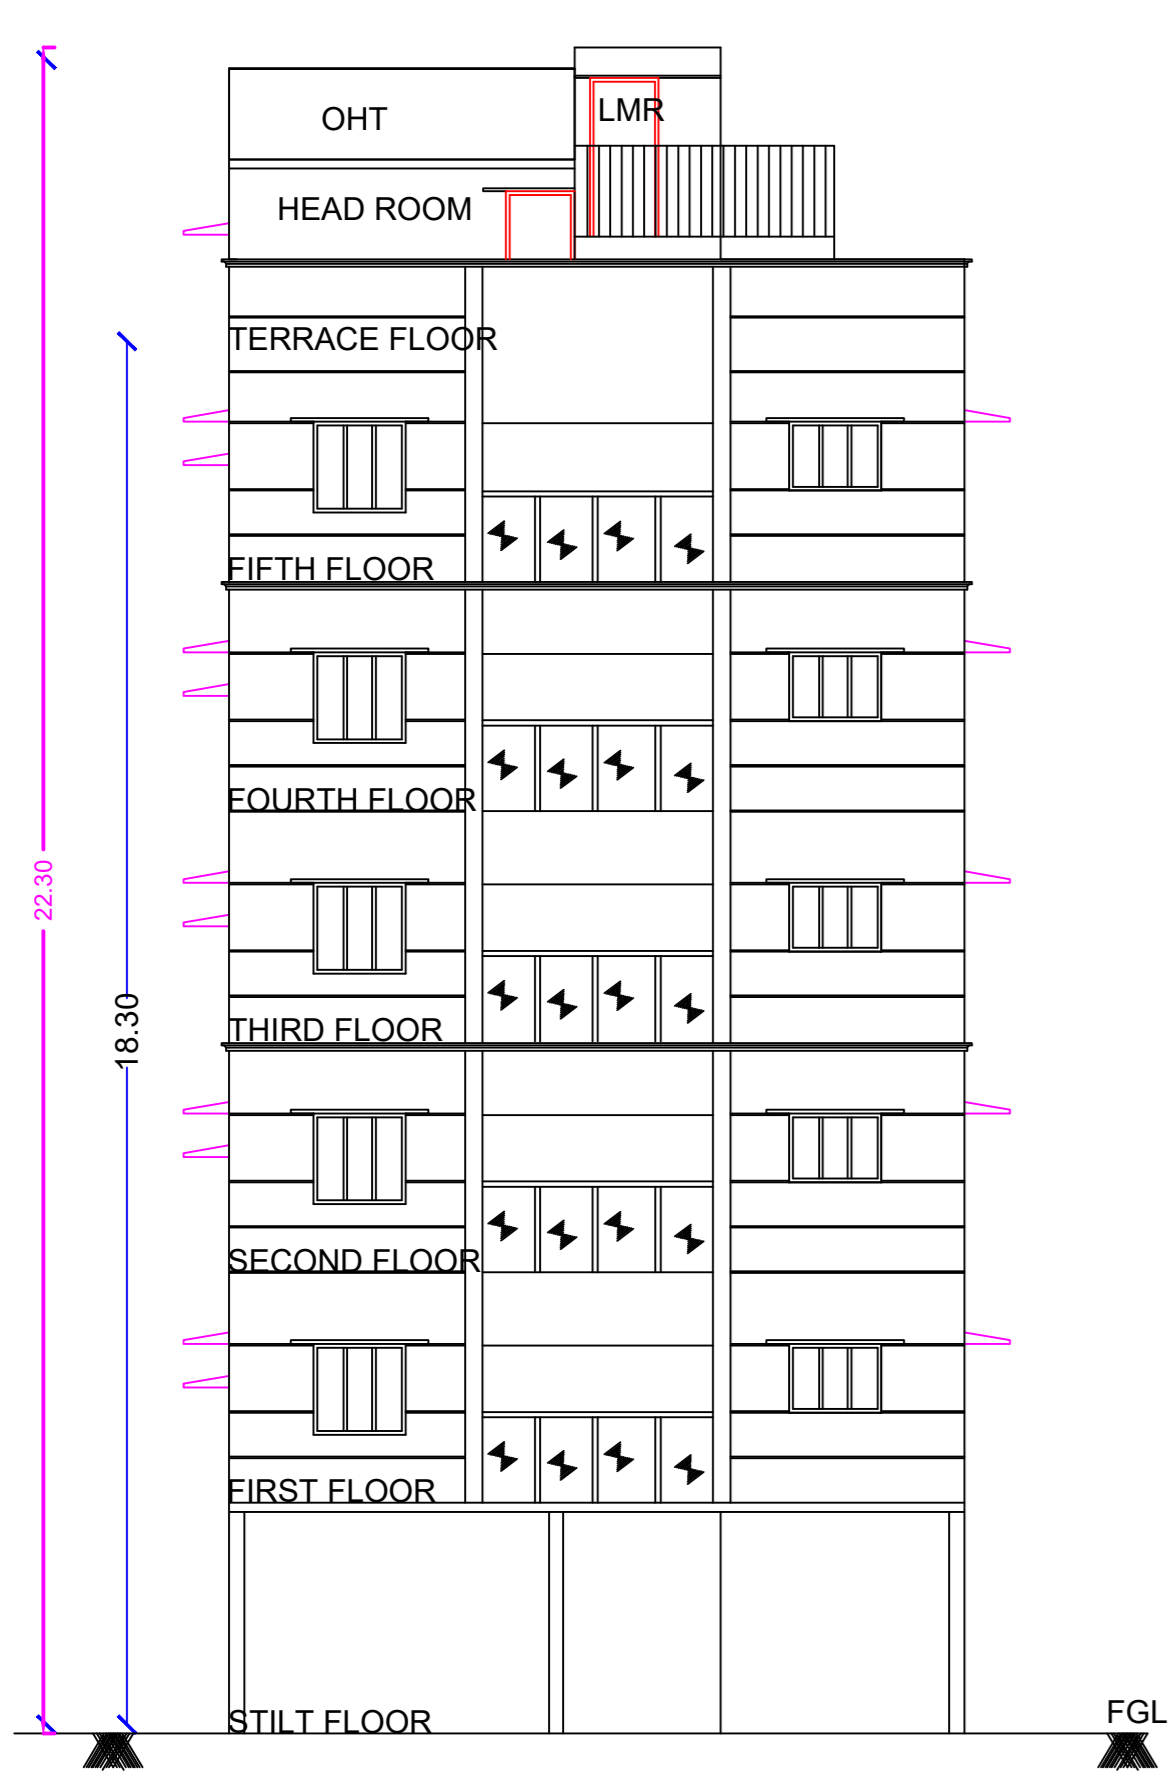 LMR
OHT
HEAD ROOM
TERRACE FLOOR
FIFTH FLOOR
FOURTH FLOOR
22.30
18.30
THIRD FLOOR
SECOND FLOOR
FIRST FLOOR
STILT FLOOR
FGL